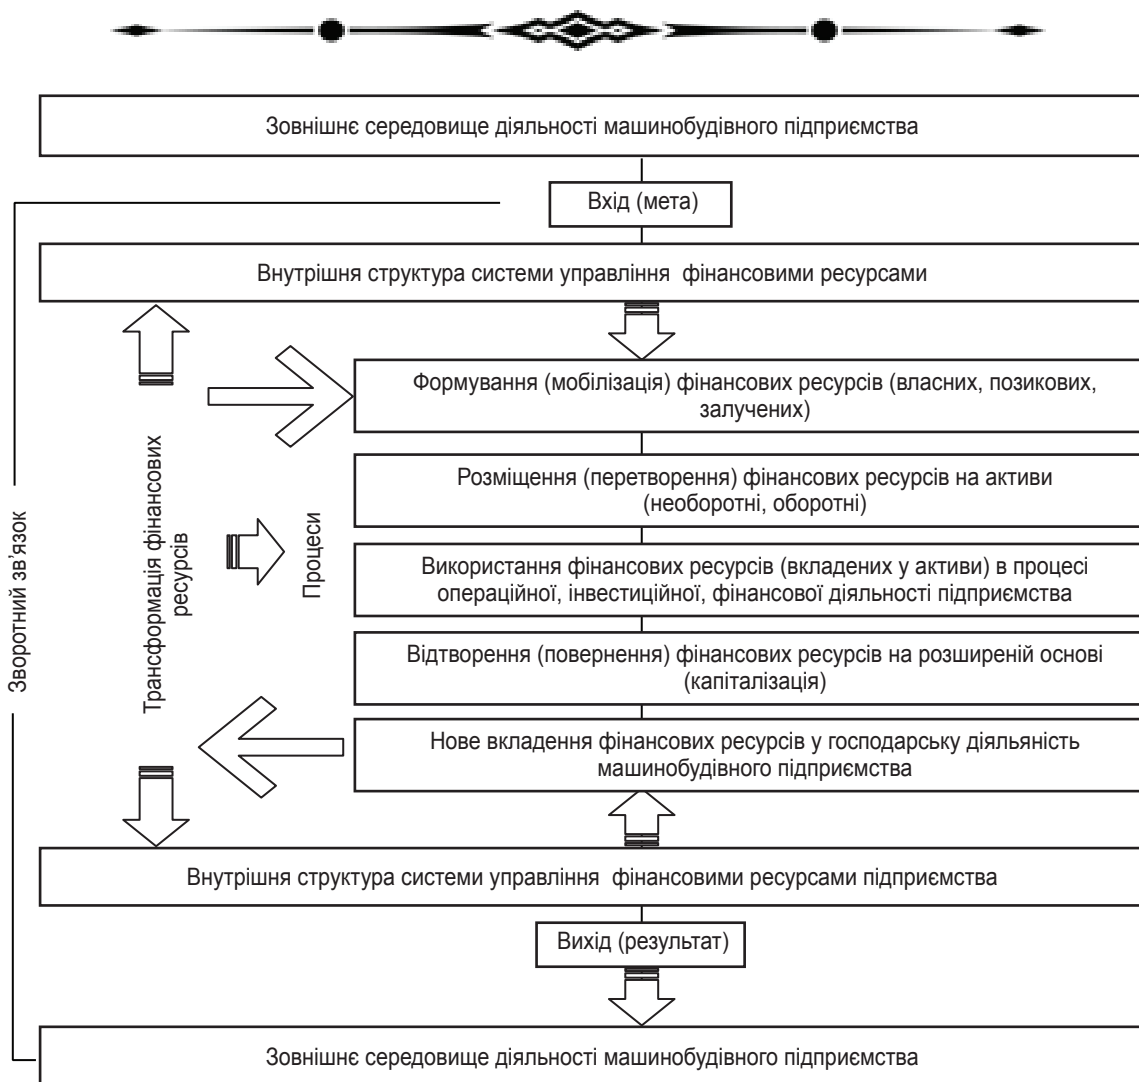 Зовнішнє середовище діяльності машинобудівного підприємства
Вхід (мета)
Внутрішня структура системи управління фінансовими ресурсами
Формування (мобілізація) фінансових ресурсів (власних, позикових,
залучених)
Розміщення (перетворення) фінансових ресурсів на активи
(необоротні, оборотні)
Використання фінансових ресурсів (вкладених у активи) в процесі
операційної, інвестиційної, фінансової діяльності підприємства
Відтворення (повернення) фінансових ресурсів на розширеній основі
(капіталізація)
Нове вкладення фінансових ресурсів у господарську діяльяність
машинобудівного підприємства
Зворотний зв’язок
Трансформація фінансових
ресурсів
Процеси
Внутрішня структура системи управління фінансовими ресурсами підприємства
Вихід (результат)
Зовнішнє середовище діяльності машинобудівного підприємства